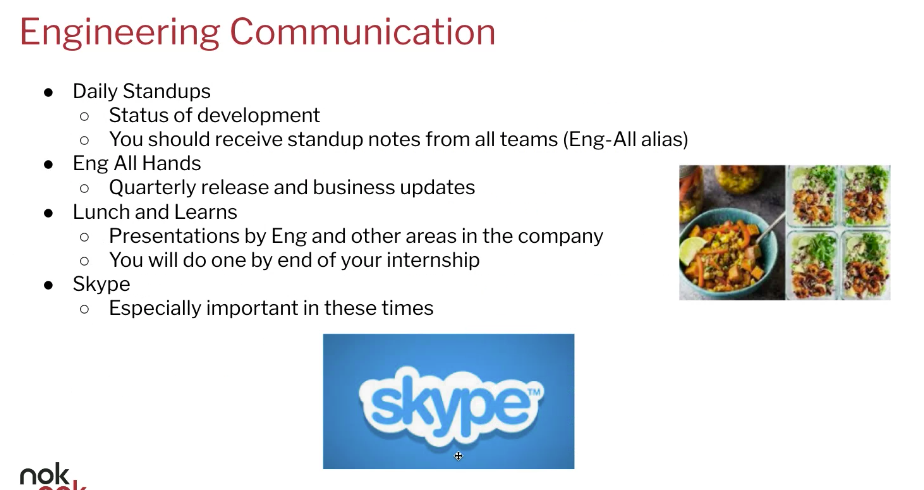 Engineering Communication
● Daily Standups
○ Status of development
○ You should receive standup notes from all teams (Eng-All alias)
● Eng All Hands
○ Quarterly release and business updates
● Lunch and Learns
○ Presentations by Eng and other areas in the company
○ You will do one by end of your internship
● Skype
○ Especially important in these times
skype™
nok